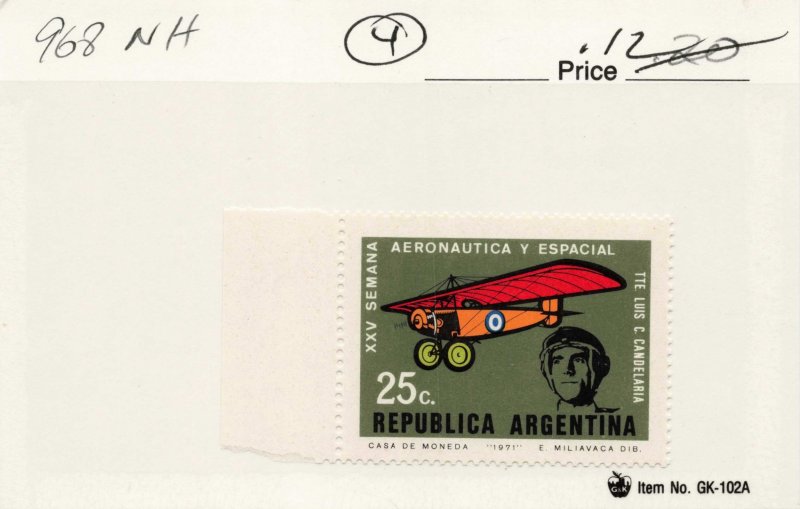 968 NH 4 .12
Price .20
AERONAUTICA Y ESPACIAL
XXV SEMANA
TTE LUIS C. CANDELARIA
25c.
REPUBLICA ARGENTINA
CASA DE MONEDA "1971" E. MILIAVACA DIB.
G&K Item No. GK-102A